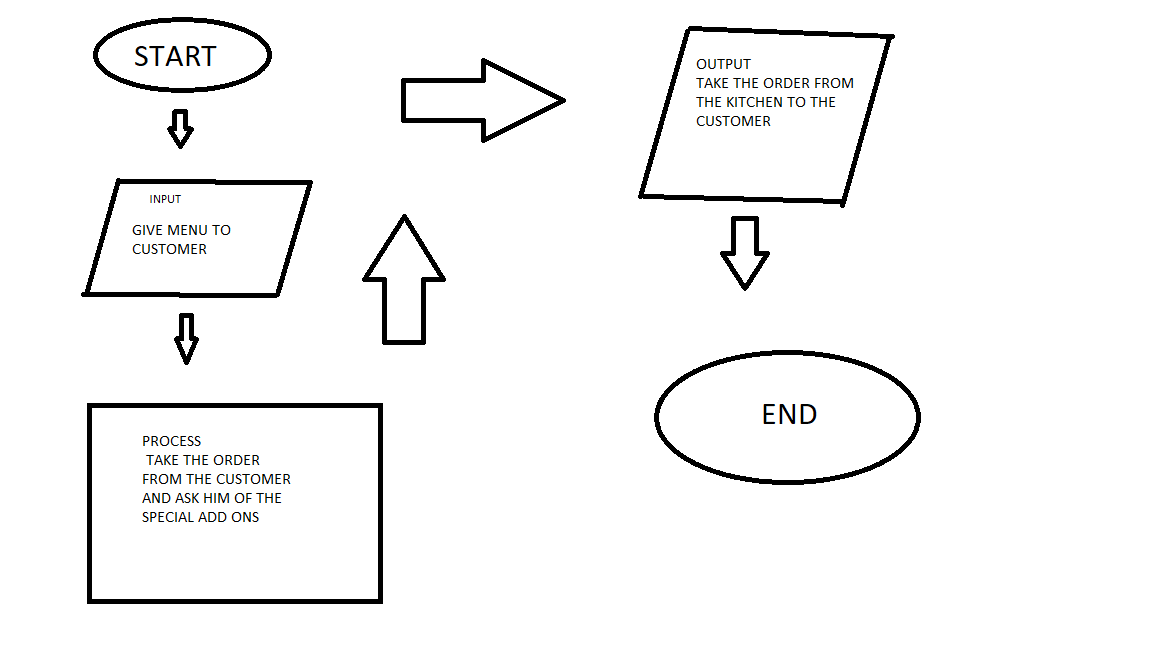 START
INPUT
GIVE MENU TO
CUSTOMER
PROCESS
TAKE THE ORDER
FROM THE CUSTOMER
AND ASK HIM OF THE
SPECIAL ADD ONS
OUTPUT
TAKE THE ORDER FROM
THE KITCHEN TO THE
CUSTOMER
END